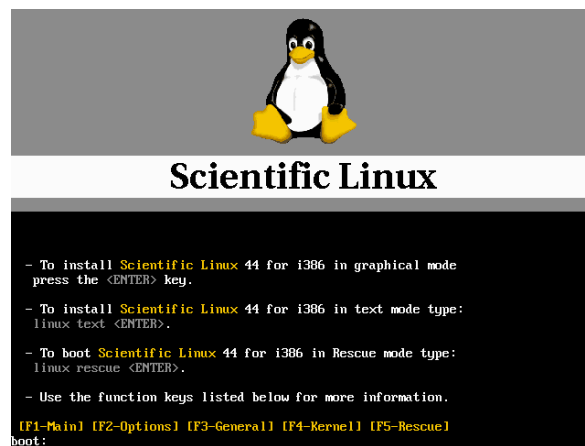 Scientific Linux
- To install Scientific Linux 44 for i386 in graphical mode
press the <ENTER> key.
- To install Scientific Linux 44 for i386 in text mode type:
linux text <ENTER>.
- To boot Scientific Linux 44 for i386 in Rescue mode type:
linux rescue <ENTER>.
- Use the function keys listed below for more information.
[F1-Main] [F2-Options] [F3-General] [F4-Kernel] [F5-Rescue]
boot: